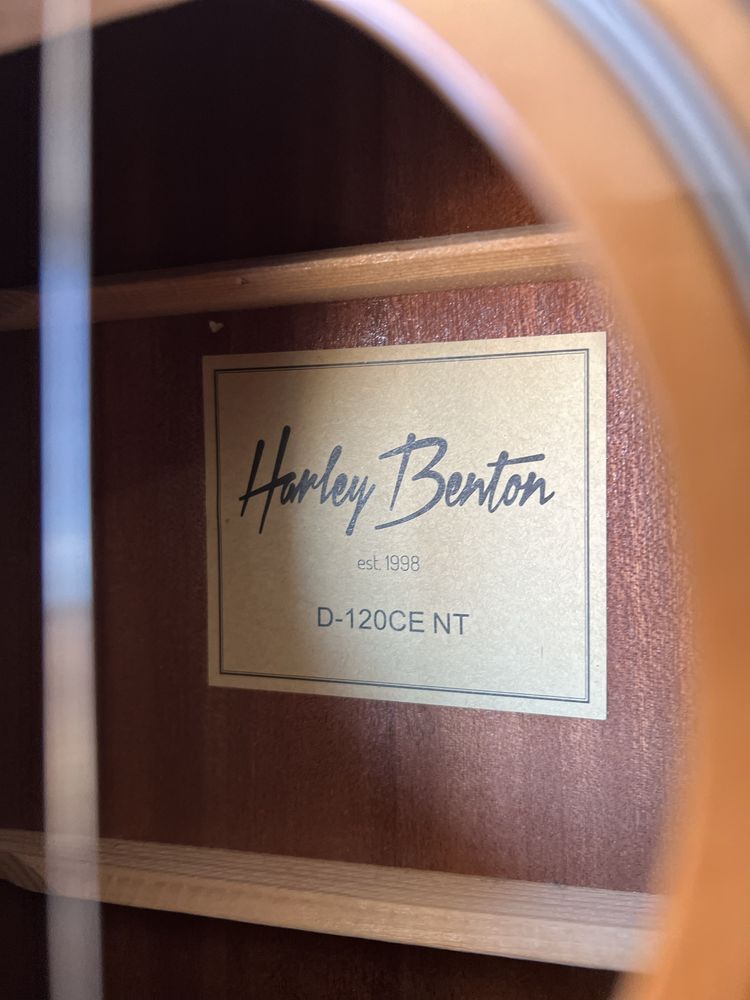 Harley Benton
est. 1998
D-120CE NT